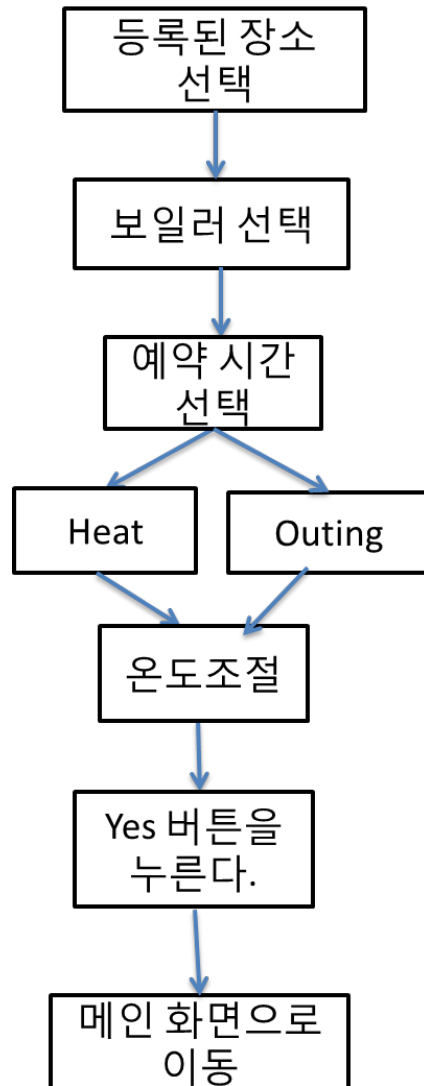 등록된 장소
선택
보일러 선택
예약 시간
선택
Heat
Outing
온도조절
Yes 버튼을
누른다.
메인 화면으로
이동